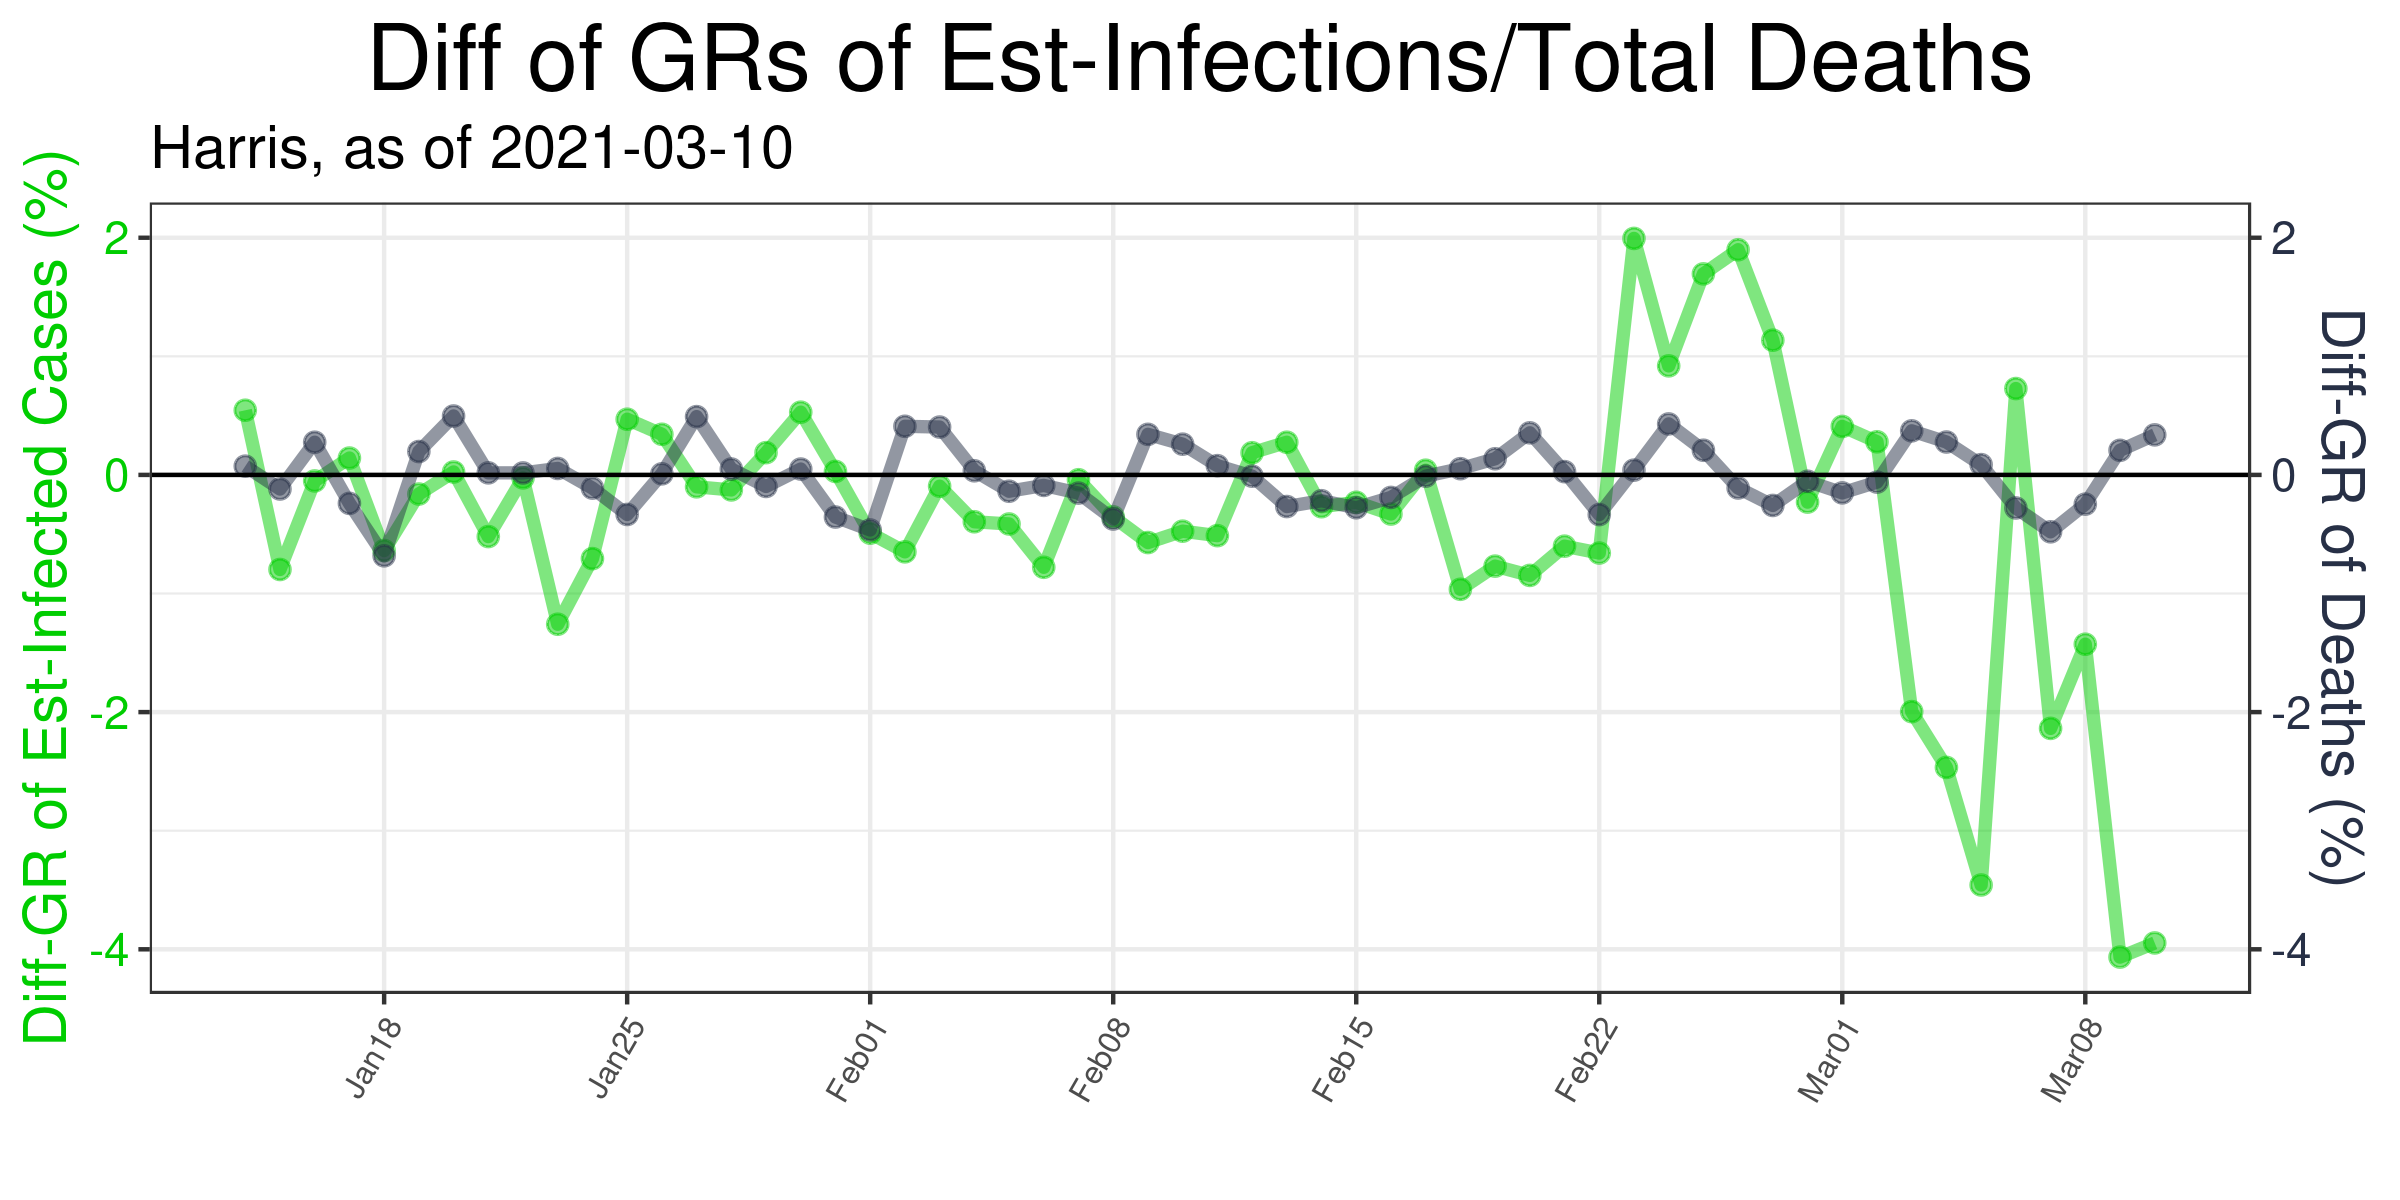 Diff of GRs of Est-Infections/Total Deaths
Harris, as of 2021-03-10
Diff-GR of Est-Infected Cases (%)
2
0
-2
-4
2
0
-2
-4
Diff-GR of Deaths (%)
Jan18
Jan25
Feb01
Feb08
Feb15
Feb22
Mar01
Mar08